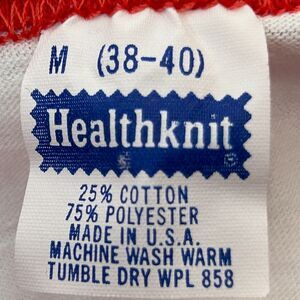 M (38-40)
Healthknit
®
25% COTTON
75% POLYESTER
MADE IN U.S.A.
MACHINE WASH WARM
TUMBLE DRY WPL 858